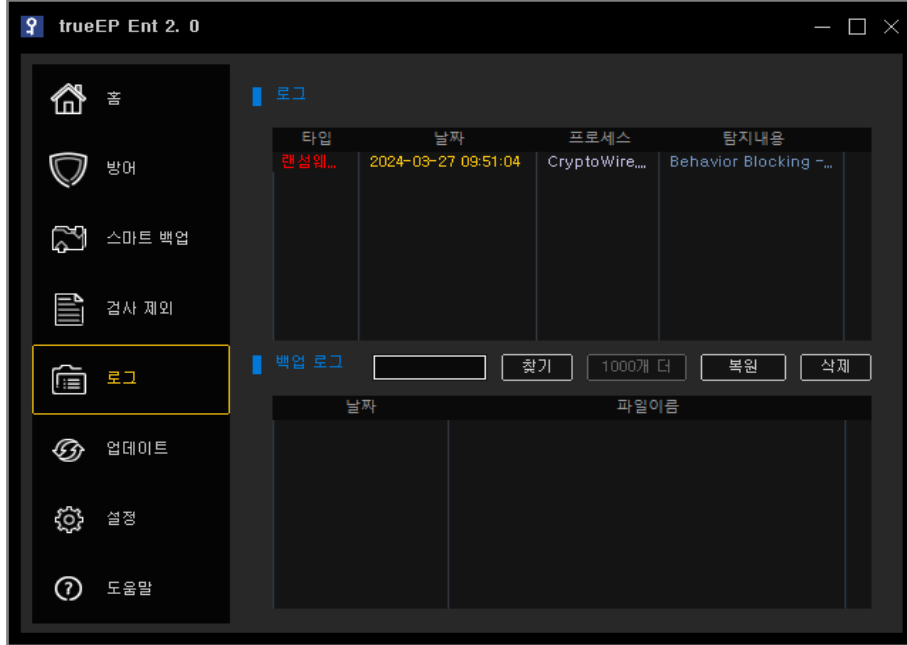 trueEP Ent 2. 0
홈
방어
스마트 백업
검사 제외
로그
업데이트
설정
도움말
로그
타입 날짜 프로세스 탐지내용
랜섬웨... 2024-03-27 09:51:04 CryptoWire... Behavior Blocking -...
백업 로그 찾기 1000개 더 복원 삭제
날짜 파일이름